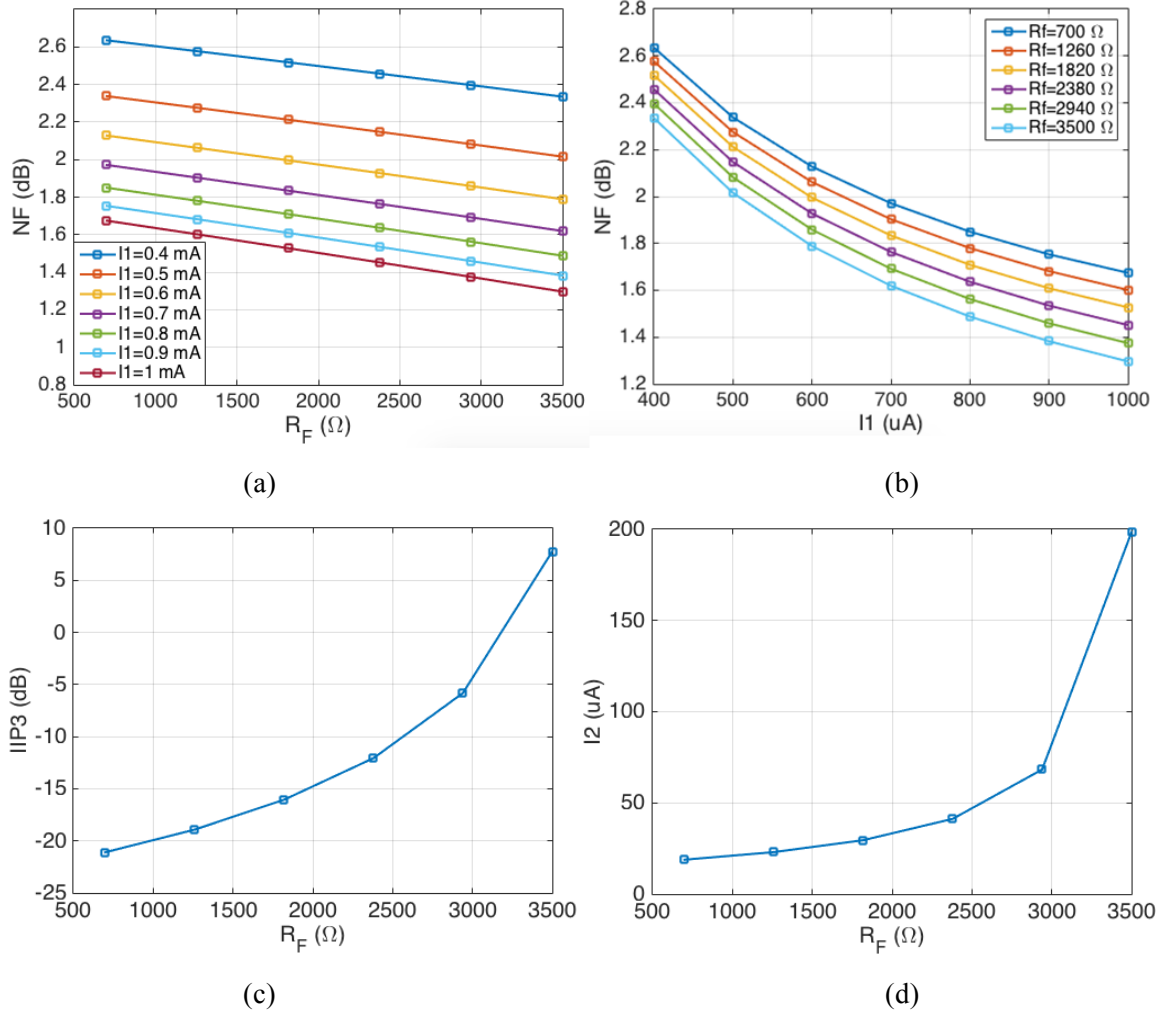 2.6
2.4
2.2
2
1.8
1.6
1.4
1.2
1
0.8
NF (dB)
I1=0.4 mA
I1=0.5 mA
I1=0.6 mA
I1=0.7 mA
I1=0.8 mA
I1=0.9 mA
I1=1 mA
500 1000 1500 2000 2500 3000 3500
R_F (Ω)
(a)
2.8
2.6
2.4
2.2
2
1.8
1.6
1.4
1.2
NF (dB)
Rf=700 Ω
Rf=1260 Ω
Rf=1820 Ω
Rf=2380 Ω
Rf=2940 Ω
Rf=3500 Ω
400 500 600 700 800 900 1000
I1 (uA)
(b)
10
5
0
-5
-10
-15
-20
-25
IIP3 (dB)
500 1000 1500 2000 2500 3000 3500
R_F (Ω)
(c)
200
150
100
50
0
I2 (uA)
500 1000 1500 2000 2500 3000 3500
R_F (Ω)
(d)